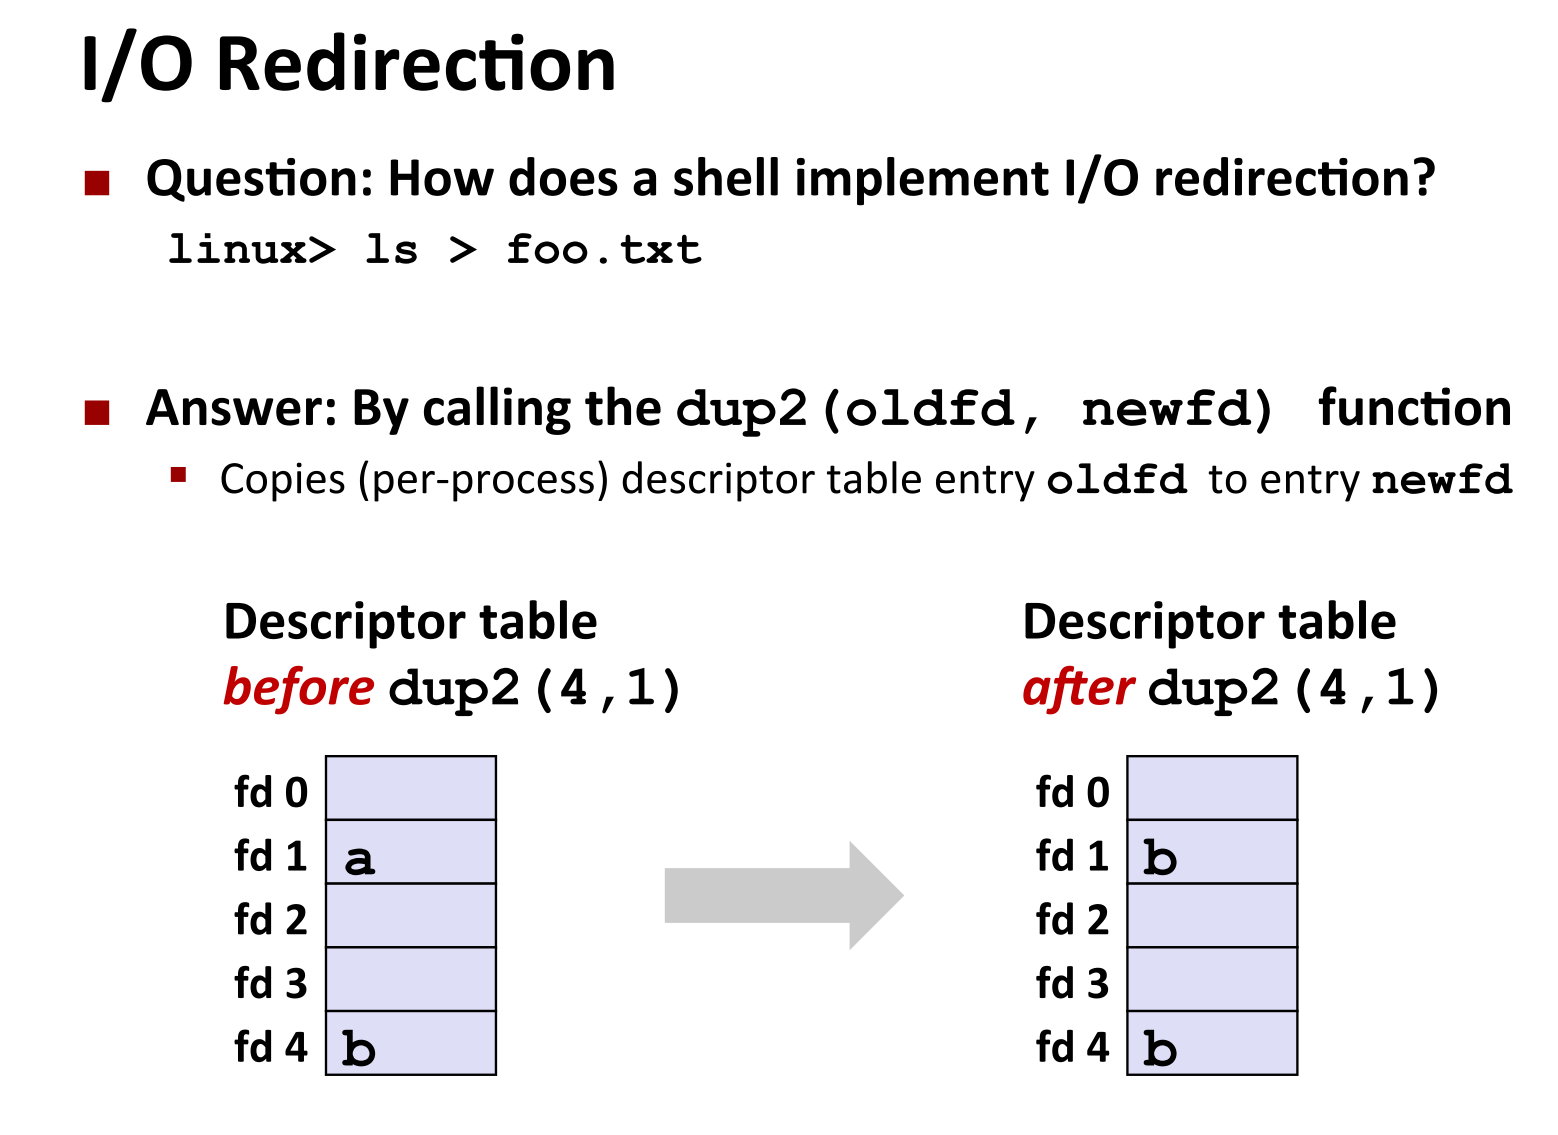 I/O Redirection
Question: How does a shell implement I/O redirection?
linux> ls > foo.txt
Answer: By calling the dup2(oldfd, newfd) function
Copies (per-process) descriptor table entry oldfd to entry newfd
Descriptor table
before dup2(4,1)
fd 0
fd 1 a
fd 2
fd 3
fd 4 b
Descriptor table
after dup2(4,1)
fd 0
fd 1 b
fd 2
fd 3
fd 4 b